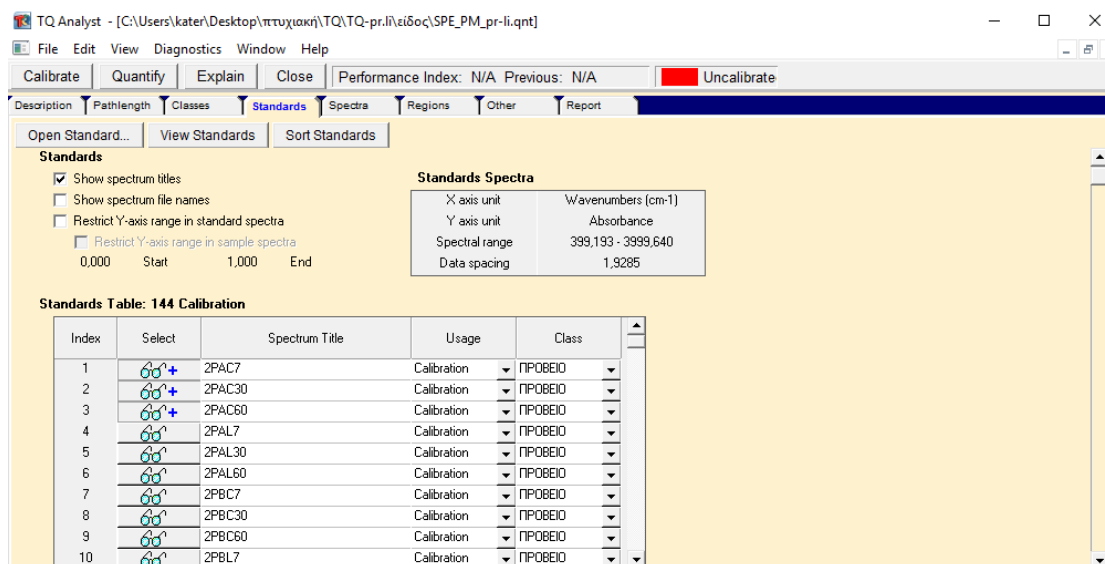 TQ Analyst - [C:\Users\kater\Desktop\πτυχιακή\TQ\TQ-pr.li\είδος\SPE_PM_pr-li.qnt]
File Edit View Diagnostics Window Help
Calibrate Quantify Explain Close Performance Index: N/A Previous: N/A Uncalibrate
Description Pathlength Classes Standards Spectra Regions Other Report
Open Standard... View Standards Sort Standards
Standards
Show spectrum titles
Show spectrum file names
Restrict Y-axis range in standard spectra
Restrict Y-axis range in sample spectra
0,000 Start 1,000 End
Standards Spectra
X axis unit Wavenumbers (cm-1)
Y axis unit Absorbance
Spectral range 399,193 - 3999,640
Data spacing 1,9285
Standards Table: 144 Calibration
Index Select Spectrum Title Usage Class
1 2PAC7 Calibration ΠΡΟΒΕΙΟ
2 2PAC30 Calibration ΠΡΟΒΕΙΟ
3 2PAC60 Calibration ΠΡΟΒΕΙΟ
4 2PAL7 Calibration ΠΡΟΒΕΙΟ
5 2PAL30 Calibration ΠΡΟΒΕΙΟ
6 2PAL60 Calibration ΠΡΟΒΕΙΟ
7 2PBC7 Calibration ΠΡΟΒΕΙΟ
8 2PBC30 Calibration ΠΡΟΒΕΙΟ
9 2PBC60 Calibration ΠΡΟΒΕΙΟ
10 2PBL7 Calibration ΠΡΟΒΕΙΟ